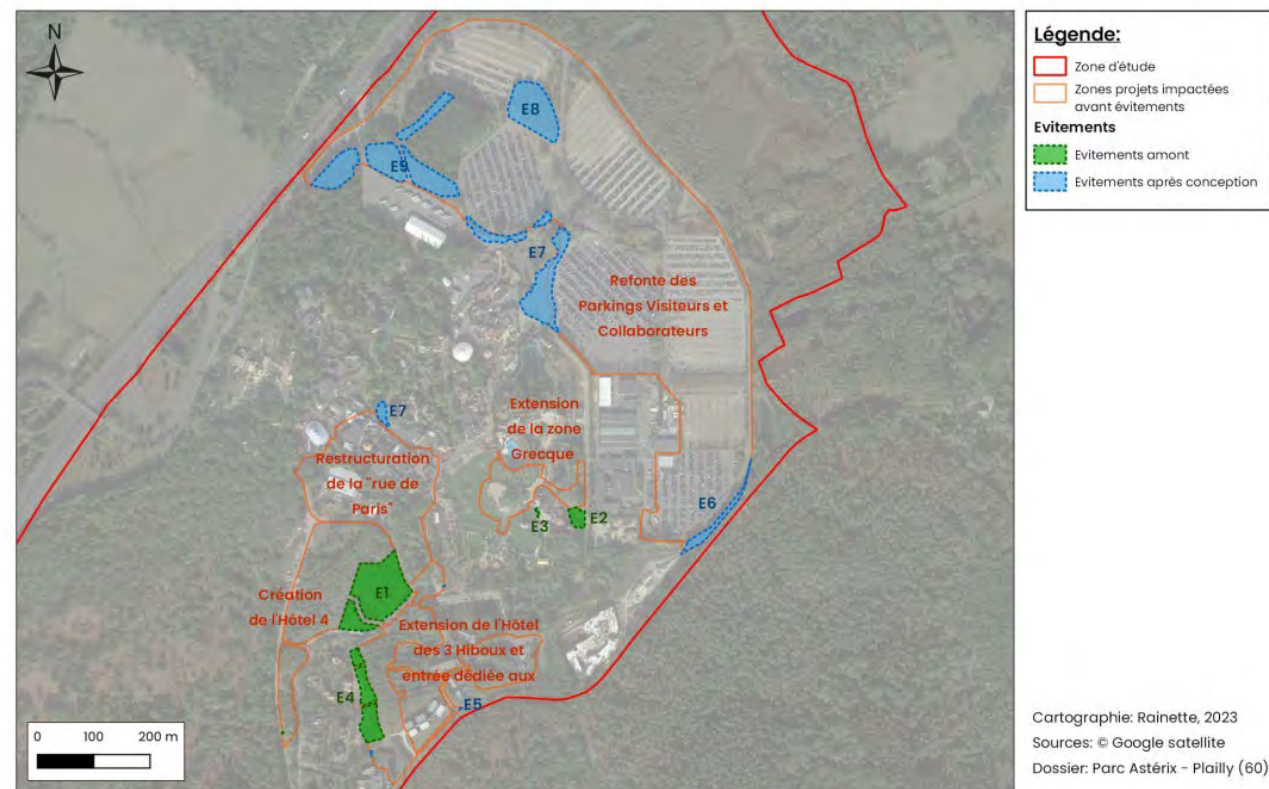 N
E8
E9
E7
Refonte des
Parkings Visiteurs et
Collaborateurs
E7
Extension
de la zone
Grecque
Restructuration
de la "rue de
Paris"
E6
E3
E2
E1
Création
de l'Hôtel 4
Extension de l'Hôtel
des 3 Hiboux et
entrée dédiée aux
E4
E5
0 100 200 m
Légende:
Zone d'étude
Zones projets impactées
avant évitements
Evitements
Evitements amont
Evitements après conception
Cartographie: Rainette, 2023
Sources: © Google satellite
Dossier: Parc Astérix - Plailly (60)